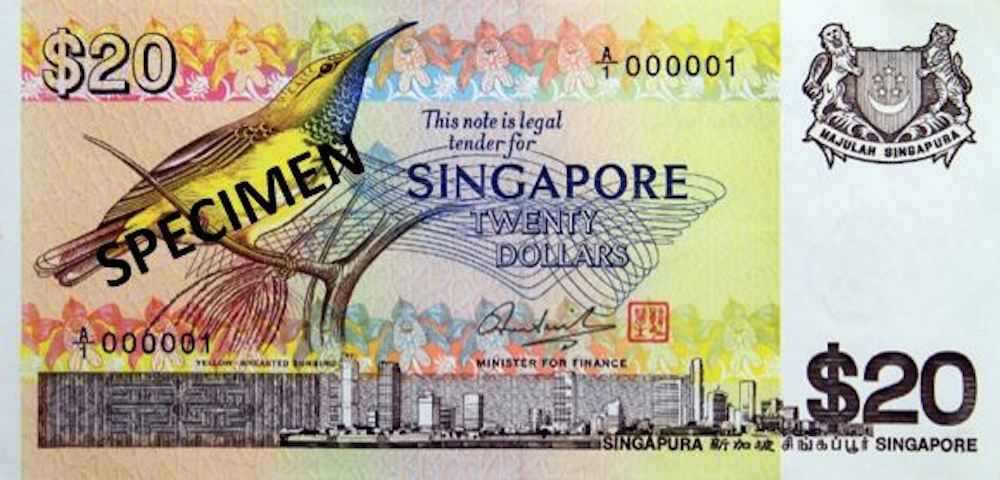 $20
A/1 000001
MAJULAH SINGAPURA
This note is legal
tender for
SINGAPORE
TWENTY
DOLLARS
SPECIMEN
A/1 000001
YELLOW-BREASTED SUNBIRD
MINISTER FOR FINANCE
$20
SINGAPURA 新加坡 சிங்கப்பூர் SINGAPORE